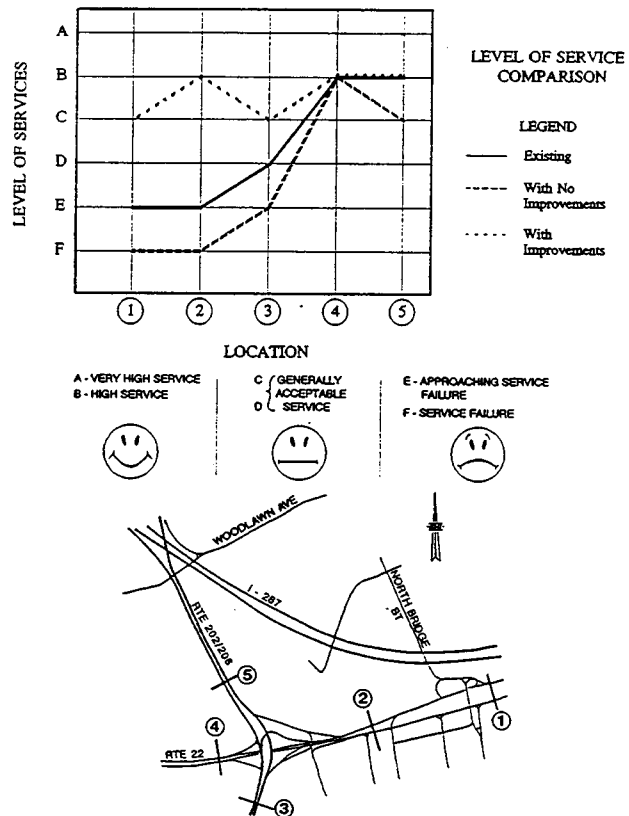 LEVEL OF SERVICES
A
B
C
D
E
F
1
2
3
4
5
LOCATION
LEVEL OF SERVICE
COMPARISON
LEGEND
Existing
With No
Improvements
With
Improvements
A - VERY HIGH SERVICE
B - HIGH SERVICE
C GENERALLY
ACCEPTABLE
D SERVICE
E - APPROACHING SERVICE
FAILURE
F - SERVICE FAILURE
WOODLAWN AVE
I - 287
NORTH BRIDGE
ST
RTE 202/206
5
4
2
1
RTE 22
3